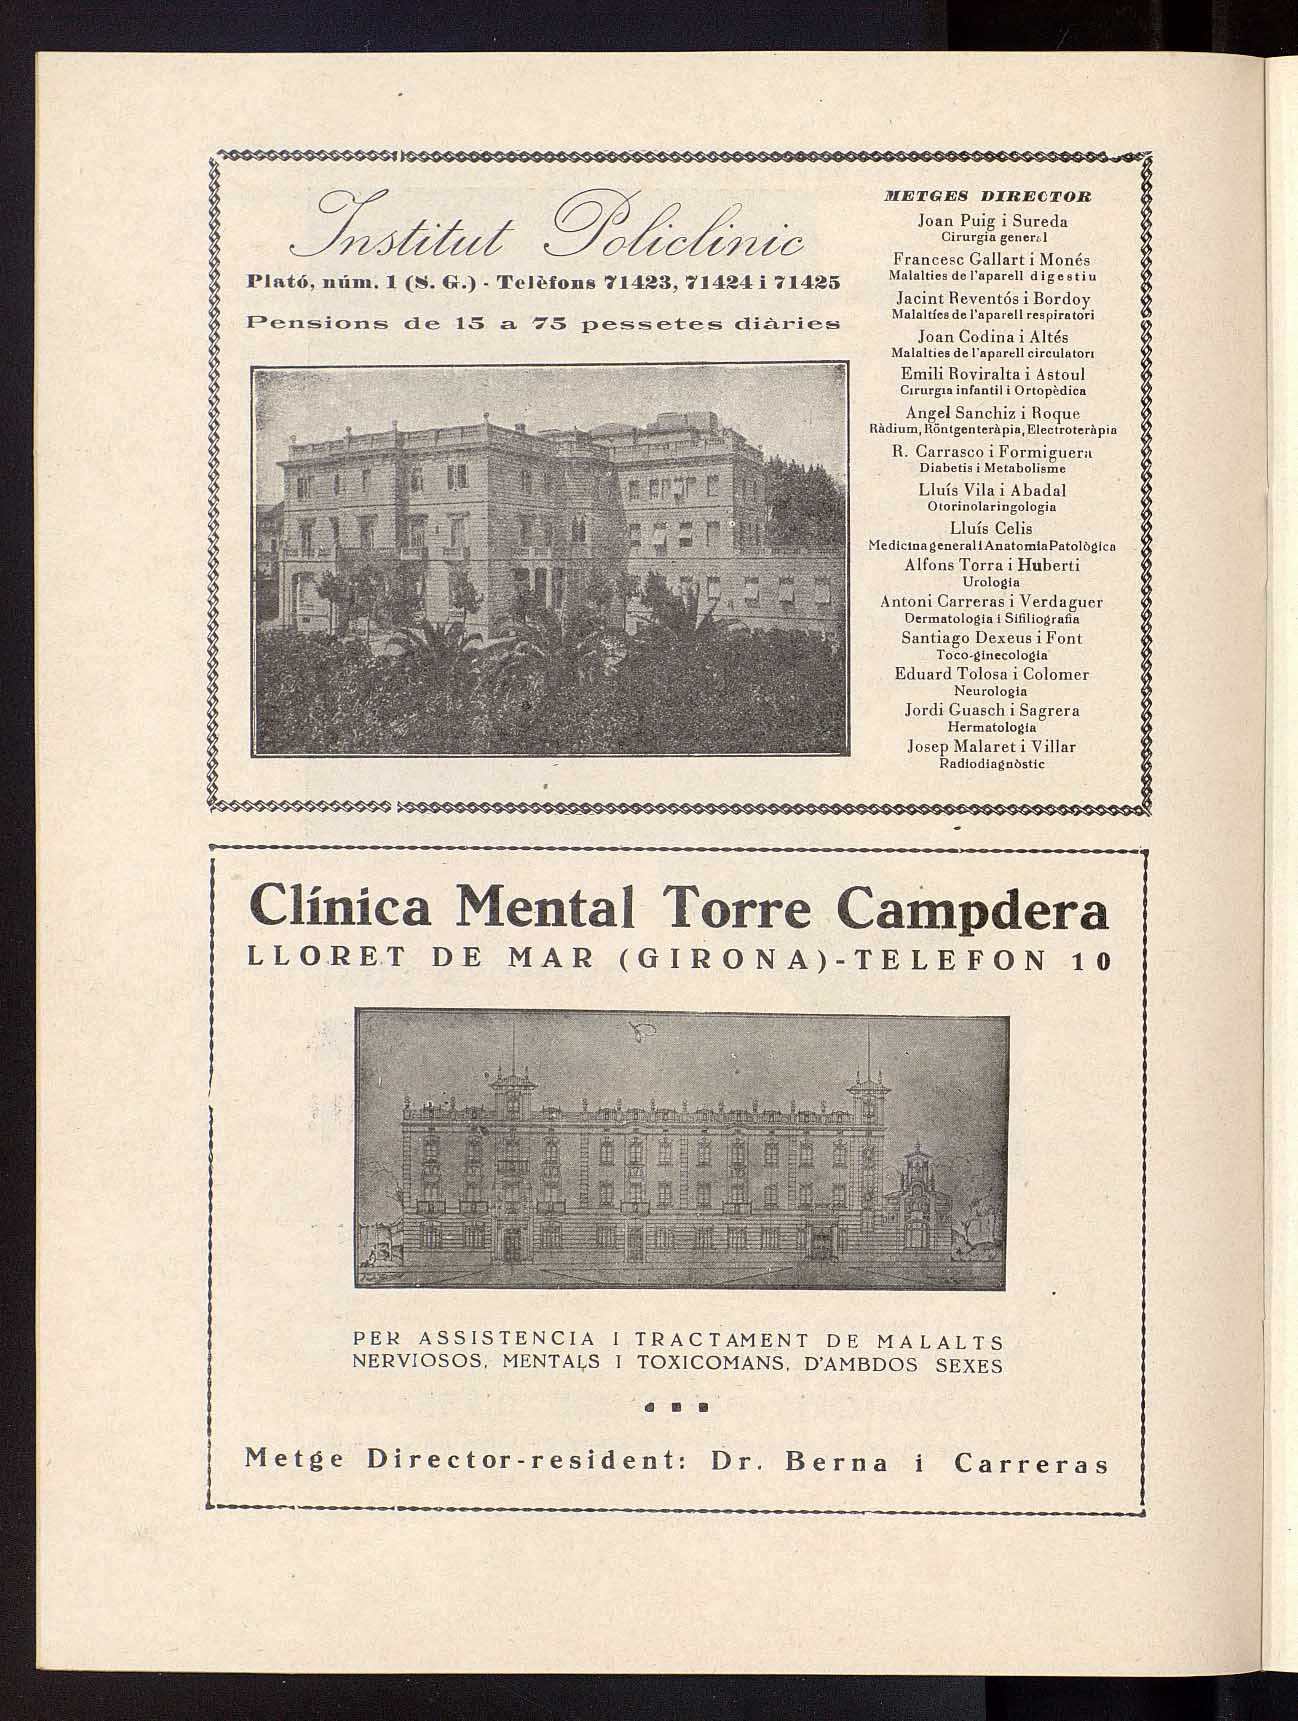 Institut Policlinic
Plató, núm. 1 (S. G.) - Telèfons 71423, 71424 i 71425
Pensions de 15 a 75 pessetes diàries
METGES DIRECTOR
Joan Puig i Sureda
Cirurgia general
Francesc Gallart i Monés
Malalties de l'aparell digestiu
Jacint Reventós i Bordoy
Malalties de l'aparell respiratori
Joan Codina i Altés
Malalties de l'aparell circulatori
Emili Roviralta i Astoul
Cirurgia infantil i Ortopèdica
Angel Sanchiz i Roque
Ràdium, Röntgenteràpia, Electroteràpia
R. Carrasco i Formiguera
Diabetis i Metabolisme
Lluís Vila i Abadal
Otorinolaringologia
Lluís Celis
Medicina general i Anatomia Patològica
Alfons Torra i Huberti
Urologia
Antoni Carreras i Verdaguer
Dermatologia i Sifiliografia
Santiago Dexeus i Font
Toco-ginecologia
Eduard Tolosa i Colomer
Neurologia
Jordi Guasch i Sagrera
Hermatologia
Josep Malaret i Villar
Radiodiagnòstic
Clínica Mental Torre Campdera
LLORET DE MAR (GIRONA)-TELEFON 10
PER ASSISTENCIA I TRACTAMENT DE MALALTS
NERVIOSOS, MENTALS I TOXICOMANS, D'AMBDOS SEXES
Metge Director-resident: Dr. Berna i Carreras